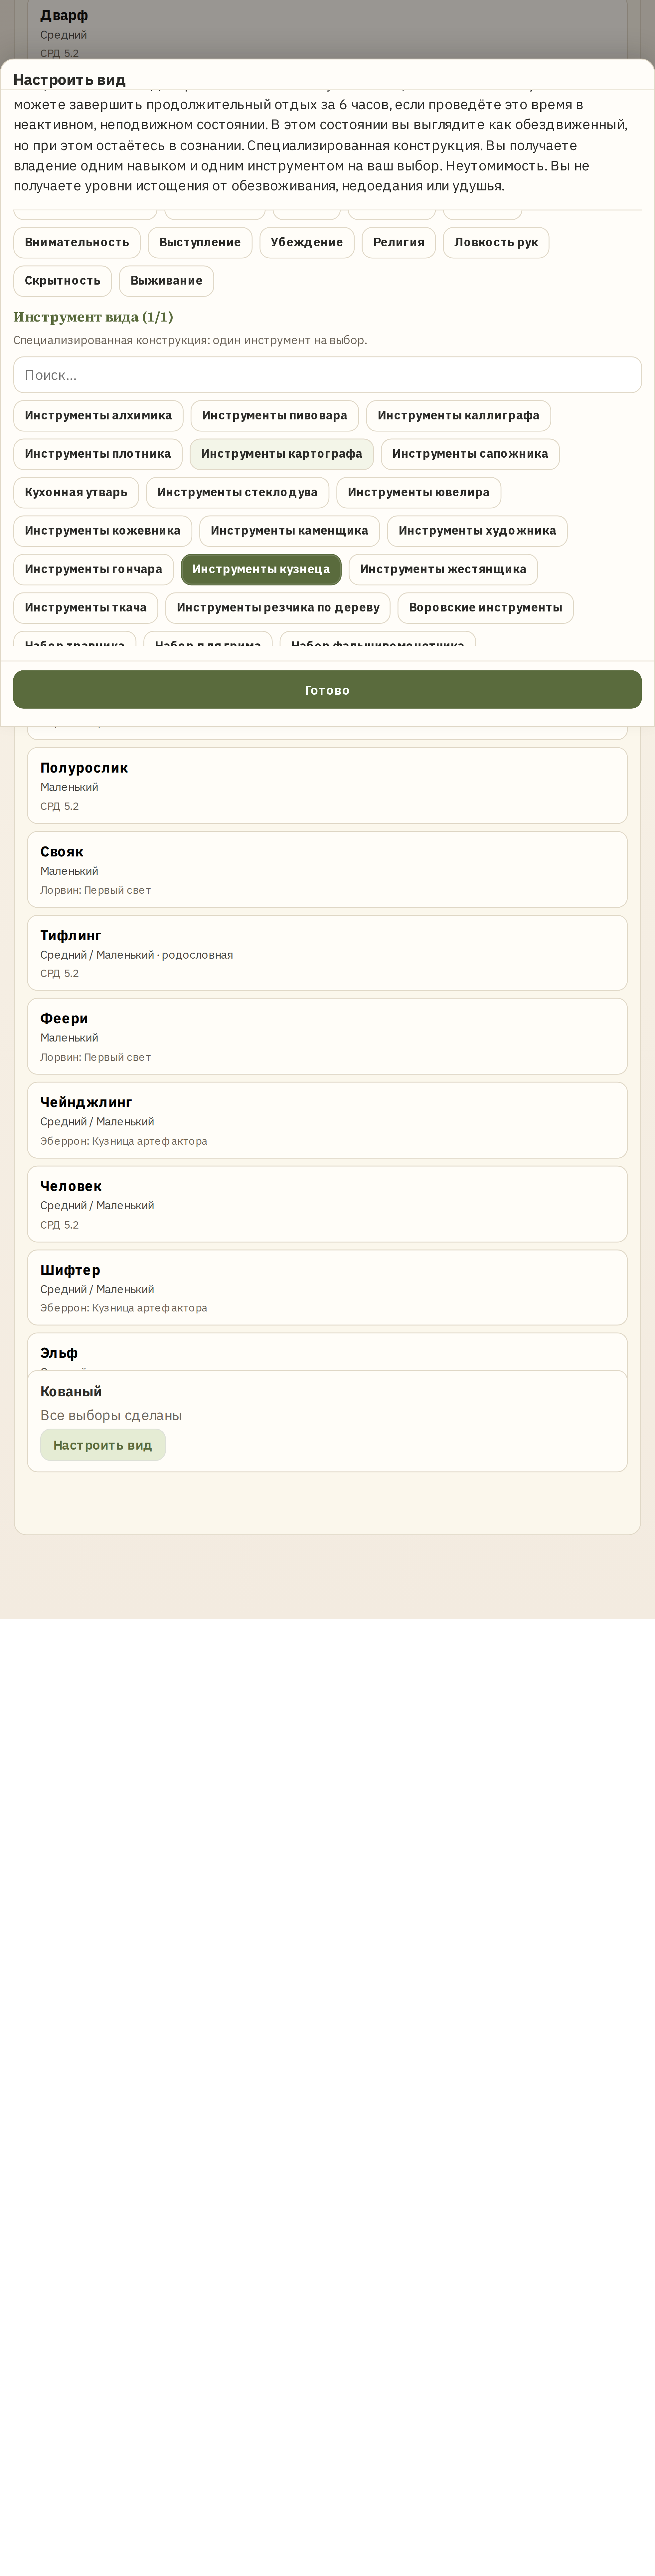 Дварф
Средний
СРД 5.2
Настроить вид
можете завершить продолжительный отдых за 6 часов, если проведёте это время в
неактивном, неподвижном состоянии. В этом состоянии вы выглядите как обездвиженный,
но при этом остаётесь в сознании. Специализированная конструкция. Вы получаете
владение одним навыком и одним инструментом на ваш выбор. Неутомимость. Вы не
получаете уровни истощения от обезвоживания, недоедания или удушья.
Внимательность Выступление Убеждение Религия Ловкость рук
Скрытность Выживание
Инструмент вида (1/1)
Специализированная конструкция: один инструмент на выбор.
Поиск...
Инструменты алхимика Инструменты пивовара Инструменты каллиграфа
Инструменты плотника Инструменты картографа Инструменты сапожника
Кухонная утварь Инструменты стеклодува Инструменты ювелира
Инструменты кожевника Инструменты каменщика Инструменты художника
Инструменты гончара Инструменты кузнеца Инструменты жестянщика
Инструменты ткача Инструменты резчика по дереву Воровские инструменты
Набор травника Набор для грима Набор фальшивомонетчика
Готово
Полурослик
Маленький
СРД 5.2
Свояк
Маленький
Лорвин: Первый свет
Тифлинг
Средний / Маленький · родословная
СРД 5.2
Феери
Маленький
Лорвин: Первый свет
Чейнджлинг
Средний / Маленький
Эберрон: Кузница артефактора
Человек
Средний / Маленький
СРД 5.2
Шифтер
Средний / Маленький
Эберрон: Кузница артефактора
Эльф
Кованый
Все выборы сделаны
Настроить вид